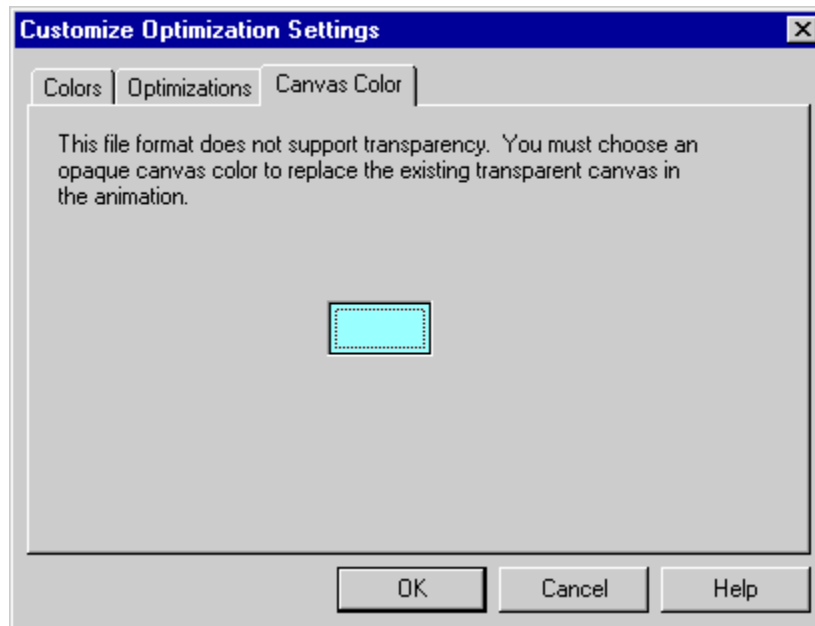 Customize Optimization Settings
Colors
Optimizations
Canvas Color
This file format does not support transparency.  You must choose an
opaque canvas color to replace the existing transparent canvas in
the animation.
OK
Cancel
Help